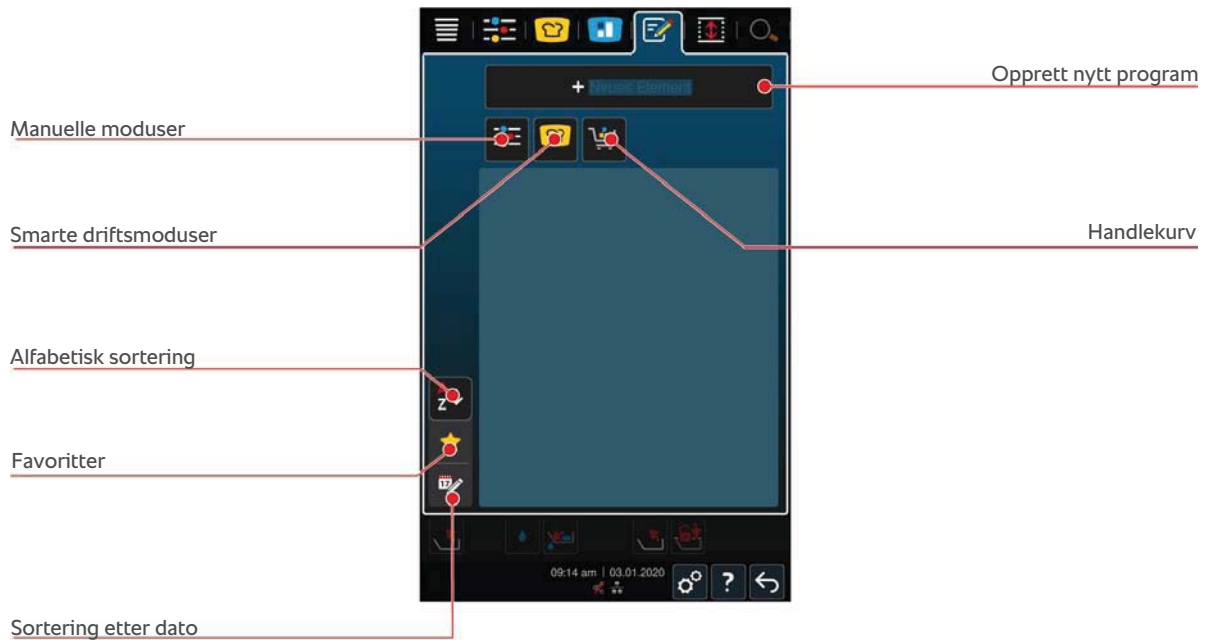 Opprett nytt program
+ Neues Element
Manuelle moduser
Smarte driftsmoduser
Handlekurv
Alfabetisk sortering
Z
Favoritter
17
09:14 am | 03.01.2020
?
Sortering etter dato